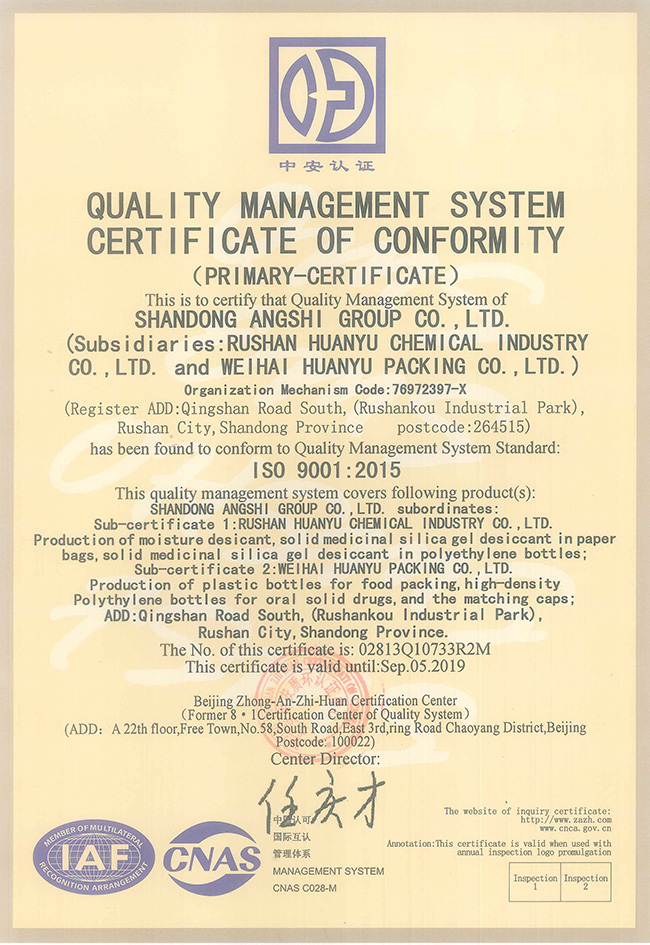 中安认证
QUALITY MANAGEMENT SYSTEM
CERTIFICATE OF CONFORMITY
(PRIMARY-CERTIFICATE)
This is to certify that Quality Management System of
SHANDONG ANGSHI GROUP CO.,LTD.
(Subsidiaries:RUSHAN HUANYU CHEMICAL INDUSTRY
CO.,LTD. and WEIHAI HUANYU PACKING CO.,LTD.)
Organization Mechanism Code:76972397-X
(Register ADD:Qingshan Road South,(Rushankou Industrial Park),
Rushan City,Shandong Province postcode:264515)
has been found to conform to Quality Management System Standard:
ISO 9001:2015
This quality management system covers following product(s):
SHANDONG ANGSHI GROUP CO.,LTD. subordinates:
Sub-certificate 1:RUSHAN HUANYU CHEMICAL INDUSTRY CO.,LTD.
Production of moisture desicant,solid medicinal silica gel desiccant in paper
bags,solid medicinal silica gel desiccant in polyethylene bottles;
Sub-certificate 2:WEIHAI HUANYU PACKING CO.,LTD.
Production of plastic bottles for food packing,high-density
Polythylene bottles for oral solid drugs,and the matching caps;
ADD:Qingshan Road South,(Rushankou Industrial Park),
Rushan City,Shandong Province.
The No. of this certificate is: 02813Q10733R2M
This certificate is valid until:Sep.05.2019
Beijing Zhong-An-Zhi-Huan Certification Center
(Former 8·1Certification Center of Quality System)
(ADD: A 22th floor,Free Town,No.58,South Road,East 3rd,ring Road Chaoyang District,Beijing
Postcode: 100022)
Center Director:
任庆才
中国认可
国际互认
管理体系
MANAGEMENT SYSTEM
CNAS C028-M
MEMBER OF MULTILATERAL
IAF
RECOGNITION ARRANGEMENT
CNAS
The website of inquiry certificate:
http://www.zazh.com
www.cnca.gov.cn
Annotation:This certificate is valid when used with
annual inspection logo promulgation
Inspection
1
Inspection
2